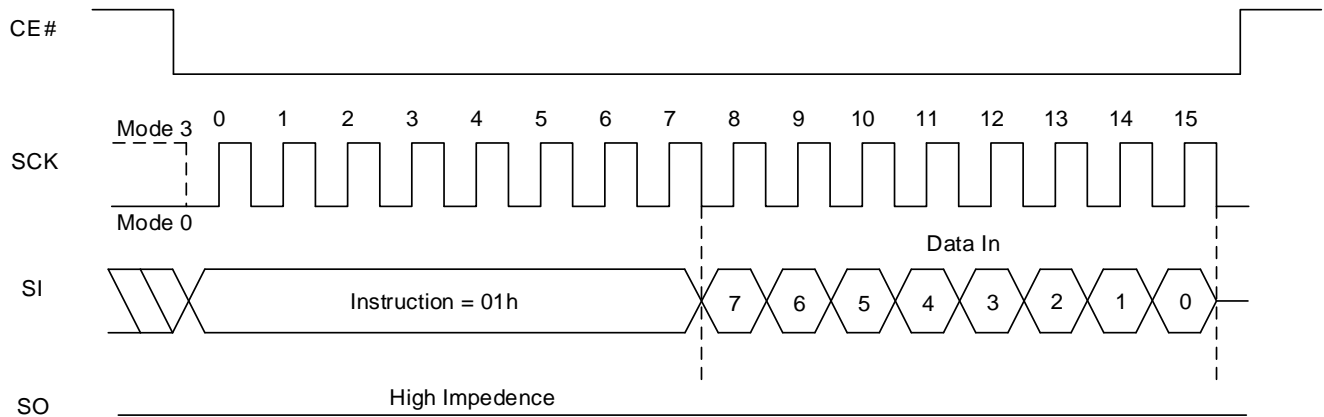 CE#
Mode 3
0 1 2 3 4 5 6 7 8 9 10 11 12 13 14 15
SCK
Mode 0
Data In
SI
Instruction = 01h
7 6 5 4 3 2 1 0
High Impedence
SO